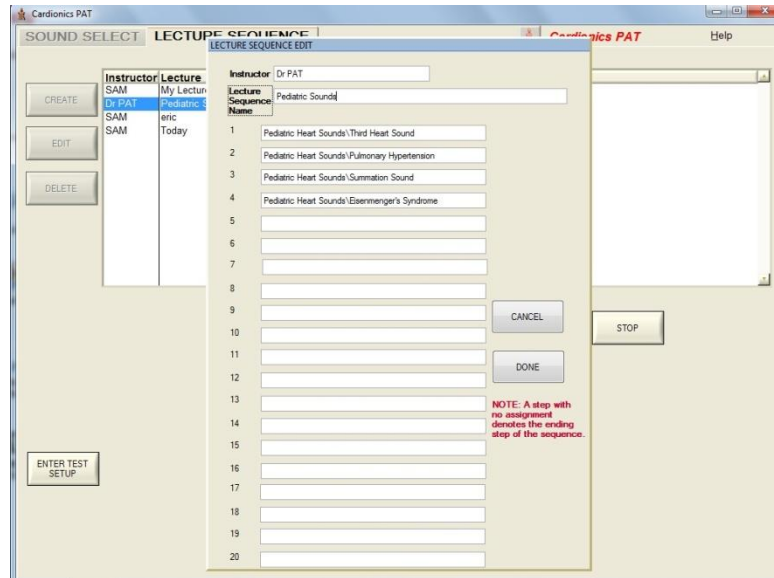 Cardionics PAT
SOUND SELECT
Cardionics PAT
Help
LECTURE SEQUENCE EDIT
Instructor Lecture
SAM My Lectur
Dr PAT Pediatric S
SAM eric
SAM Today
CREATE
EDIT
DELETE
ENTER TEST
SETUP
Instructor Dr PAT
Lecture
Sequence
Name
Pediatric Sounds
1 Pediatric Heart Sounds\Third Heart Sound
2 Pediatric Heart Sounds\Pulmonary Hypertension
3 Pediatric Heart Sounds\Summation Sound
4 Pediatric Heart Sounds\Eisenmenger's Syndrome
5
6
7
8
9
10
11
12
13
14
15
16
17
18
19
20
CANCEL
DONE
NOTE: A step with
no assignment
denotes the ending
step of the sequence.
STOP